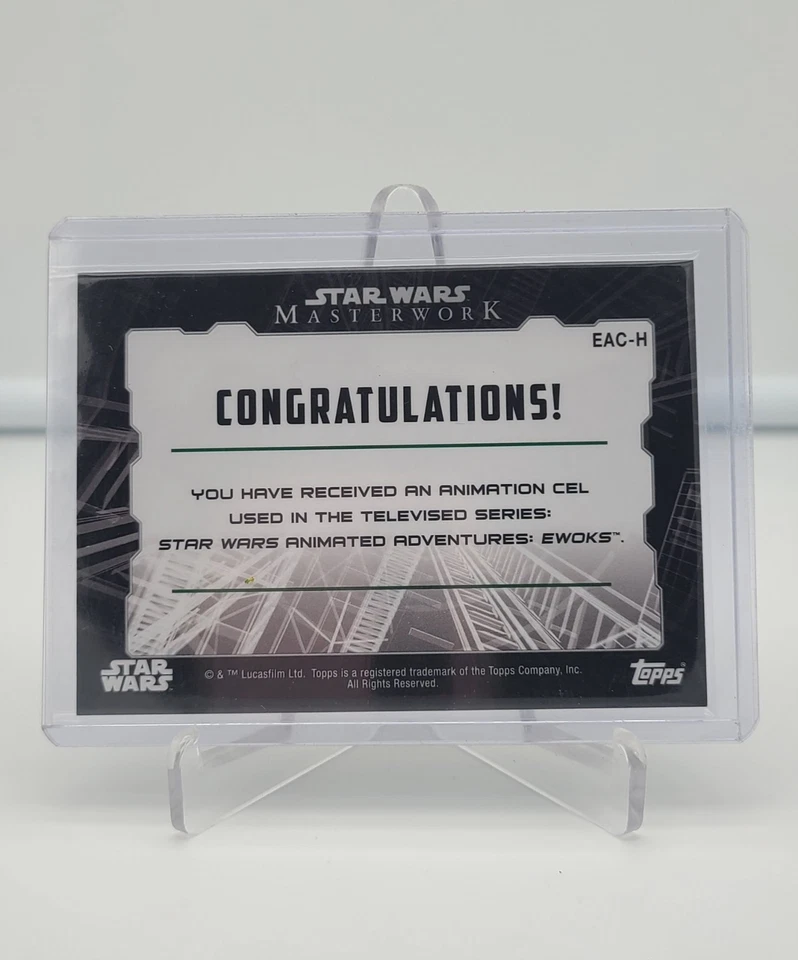 STAR WARS
MASTERWORK
EAC-H
CONGRATULATIONS!
YOU HAVE RECEIVED AN ANIMATION CEL
USED IN THE TELEVISED SERIES:
STAR WARS ANIMATED ADVENTURES: EWOKS™.
STAR
WARS
© & ™ Lucasfilm Ltd. Topps is a registered trademark of the Topps Company, Inc.
All Rights Reserved.
topps